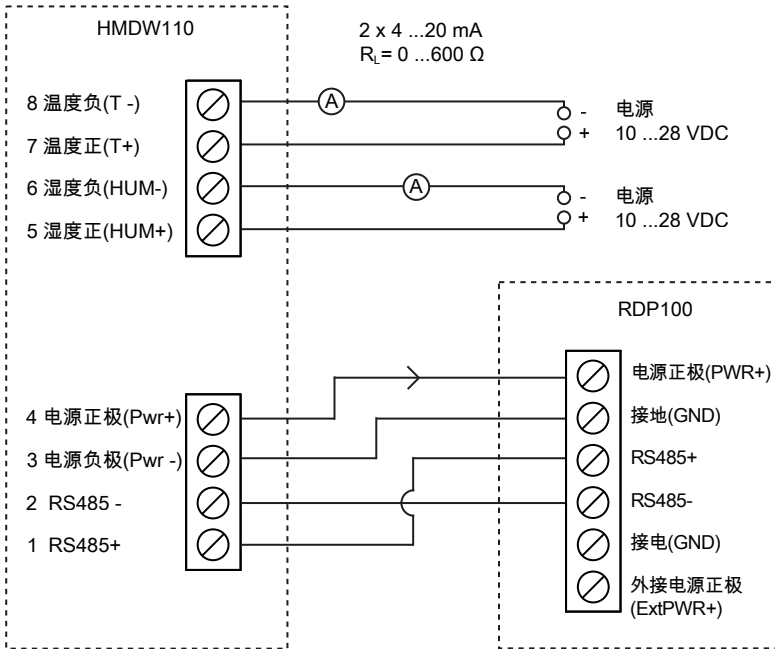 HMDW110
2 x 4 ...20 mA
RL= 0 ...600 Ω
8 温度负(T -)
7 温度正(T+)
6 湿度负(HUM-)
5 湿度正(HUM+)
A
- 电源
+ 10 ...28 VDC
A
- 电源
+ 10 ...28 VDC
4 电源正极(Pwr+)
3 电源负极(Pwr -)
2 RS485 -
1 RS485+
RDP100
电源正极(PWR+)
接地(GND)
RS485+
RS485-
接电(GND)
外接电源正极
(ExtPWR+)